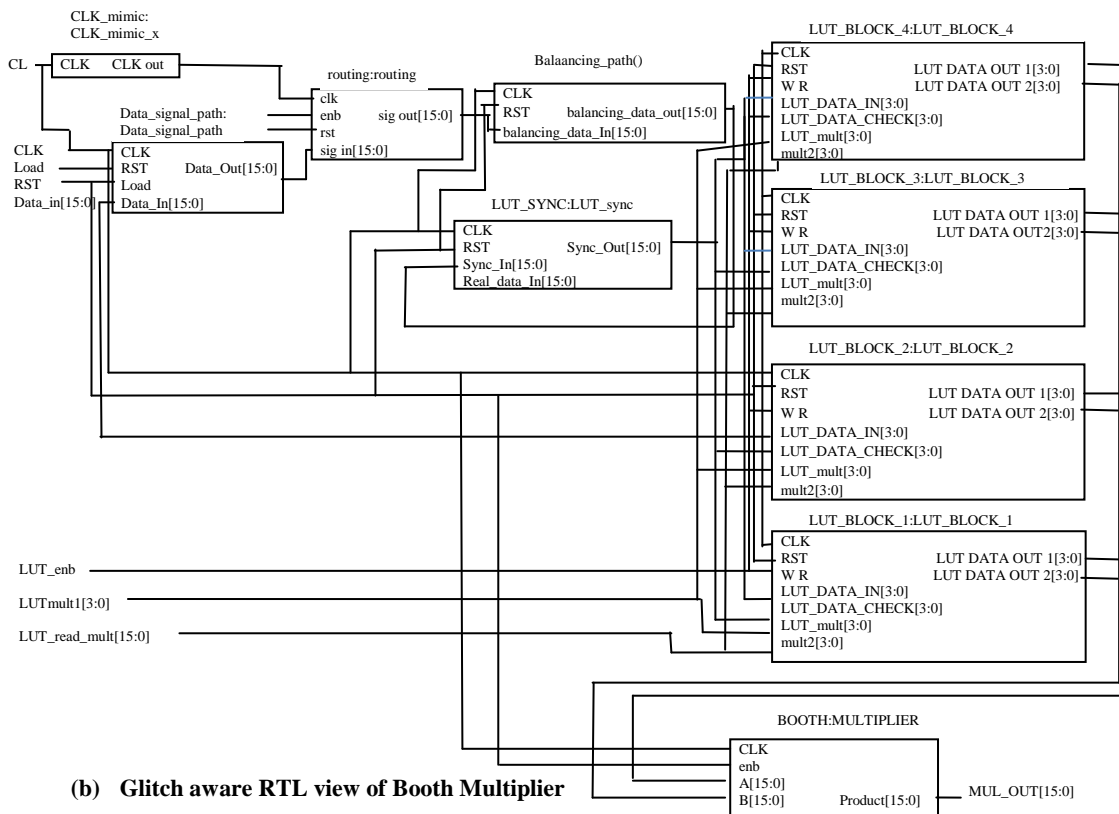 CLK_mimic:
CLK_mimic_x
CL
CLK CLK out
routing:routing
clk
enb
rst
sig in[15:0]
sig out[15:0]
Data_signal_path:
Data_signal_path
CLK
Load
RST
Data_in[15:0]
CLK
RST
Load
Data_In[15:0]
Data_Out[15:0]
Balaancing_path()
CLK
RST
balancing_data_In[15:0]
balancing_data_out[15:0]
LUT_SYNC:LUT_sync
CLK
RST
Sync_In[15:0]
Real_data_In[15:0]
Sync_Out[15:0]
LUT_BLOCK_4:LUT_BLOCK_4
CLK
RST
W R
LUT_DATA_IN[3:0]
LUT_DATA_CHECK[3:0]
LUT_mult[3:0]
mult2[3:0]
LUT DATA OUT 1[3:0]
LUT DATA OUT 2[3:0]
LUT_BLOCK_3:LUT_BLOCK_3
CLK
RST
W R
LUT_DATA_IN[3:0]
LUT_DATA_CHECK[3:0]
LUT_mult[3:0]
mult2[3:0]
LUT DATA OUT 1[3:0]
LUT DATA OUT2[3:0]
LUT_BLOCK_2:LUT_BLOCK_2
CLK
RST
W R
LUT_DATA_IN[3:0]
LUT_DATA_CHECK[3:0]
LUT_mult[3:0]
mult2[3:0]
LUT DATA OUT 1[3:0]
LUT DATA OUT 2[3:0]
LUT_BLOCK_1:LUT_BLOCK_1
CLK
RST
W R
LUT_DATA_IN[3:0]
LUT_DATA_CHECK[3:0]
LUT_mult[3:0]
mult2[3:0]
LUT DATA OUT 1[3:0]
LUT DATA OUT 2[3:0]
LUT_enb
LUTmult1[3:0]
LUT_read_mult[15:0]
BOOTH:MULTIPLIER
CLK
enb
A[15:0]
B[15:0]
Product[15:0]
MUL_OUT[15:0]
(b) Glitch aware RTL view of Booth Multiplier